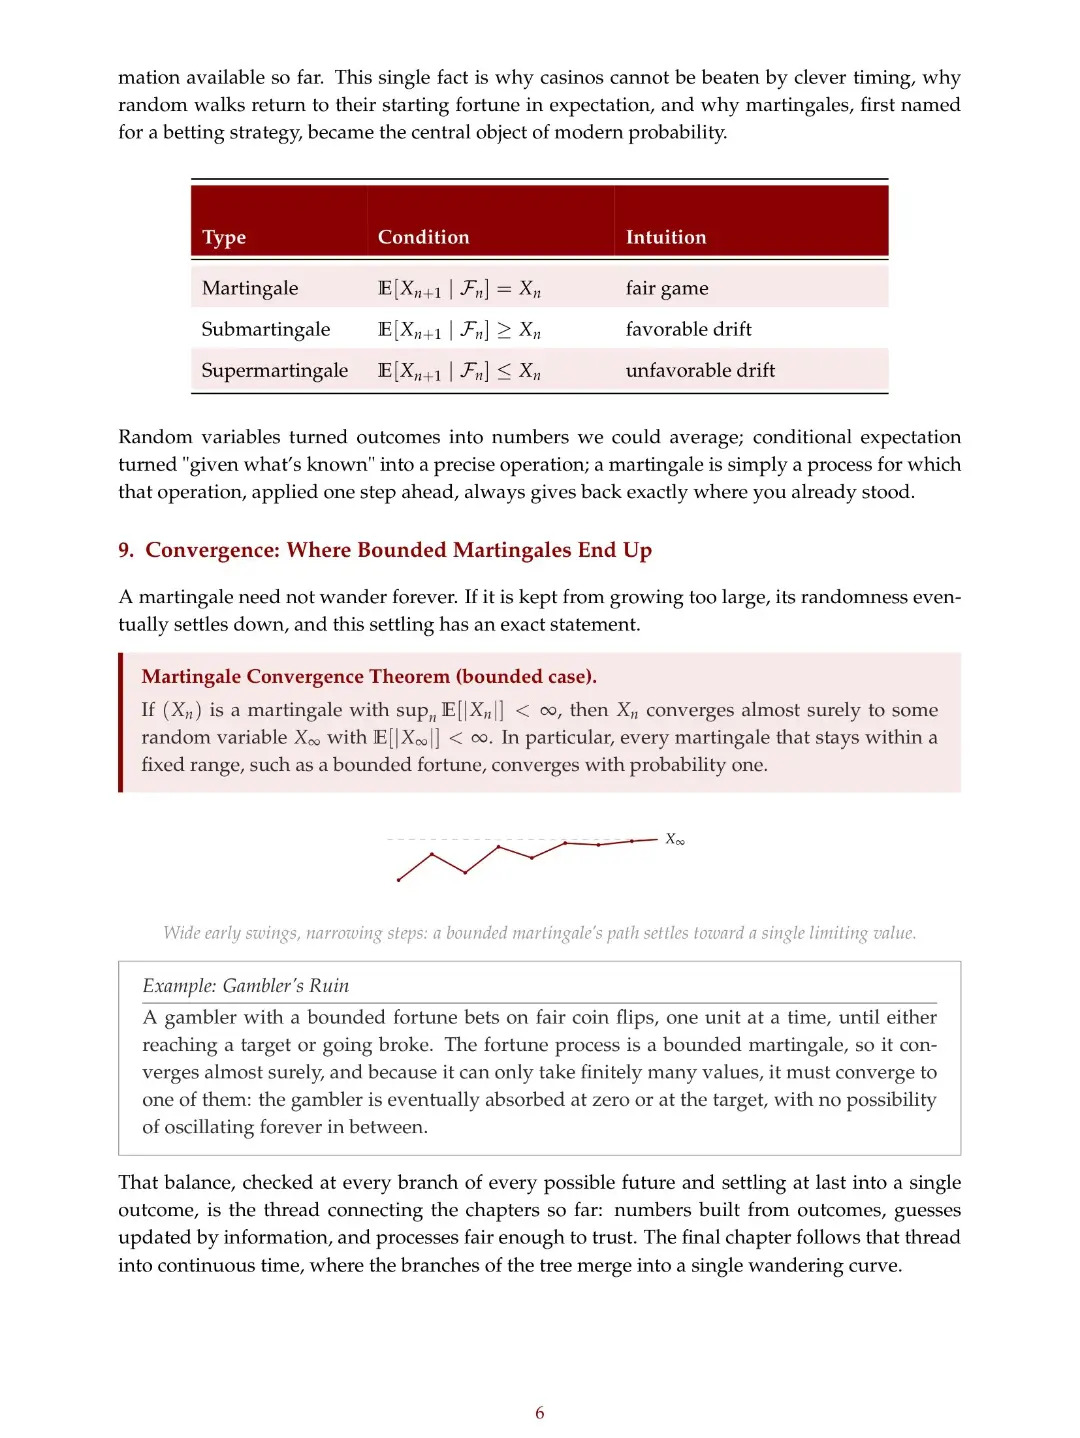 mation available so far. This single fact is why casinos cannot be beaten by clever timing, why
random walks return to their starting fortune in expectation, and why martingales, first named
for a betting strategy, became the central object of modern probability.
Type Condition Intuition
Martingale 𝔼[Xₙ₊₁ | ℱₙ] = Xₙ fair game
Submartingale 𝔼[Xₙ₊₁ | ℱₙ] ≥ Xₙ favorable drift
Supermartingale 𝔼[Xₙ₊₁ | ℱₙ] ≤ Xₙ unfavorable drift
Random variables turned outcomes into numbers we could average; conditional expectation
turned "given what's known" into a precise operation; a martingale is simply a process for which
that operation, applied one step ahead, always gives back exactly where you already stood.
9. Convergence: Where Bounded Martingales End Up
A martingale need not wander forever. If it is kept from growing too large, its randomness even-
tually settles down, and this settling has an exact statement.
Martingale Convergence Theorem (bounded case).
If (Xₙ) is a martingale with supₙ 𝔼[|Xₙ|] < ∞, then Xₙ converges almost surely to some
random variable X∞ with 𝔼[|X∞|] < ∞. In particular, every martingale that stays within a
fixed range, such as a bounded fortune, converges with probability one.
X∞
Wide early swings, narrowing steps: a bounded martingale's path settles toward a single limiting value.
Example: Gambler's Ruin
A gambler with a bounded fortune bets on fair coin flips, one unit at a time, until either
reaching a target or going broke. The fortune process is a bounded martingale, so it con-
verges almost surely, and because it can only take finitely many values, it must converge to
one of them: the gambler is eventually absorbed at zero or at the target, with no possibility
of oscillating forever in between.
That balance, checked at every branch of every possible future and settling at last into a single
outcome, is the thread connecting the chapters so far: numbers built from outcomes, guesses
updated by information, and processes fair enough to trust. The final chapter follows that thread
into continuous time, where the branches of the tree merge into a single wandering curve.
6